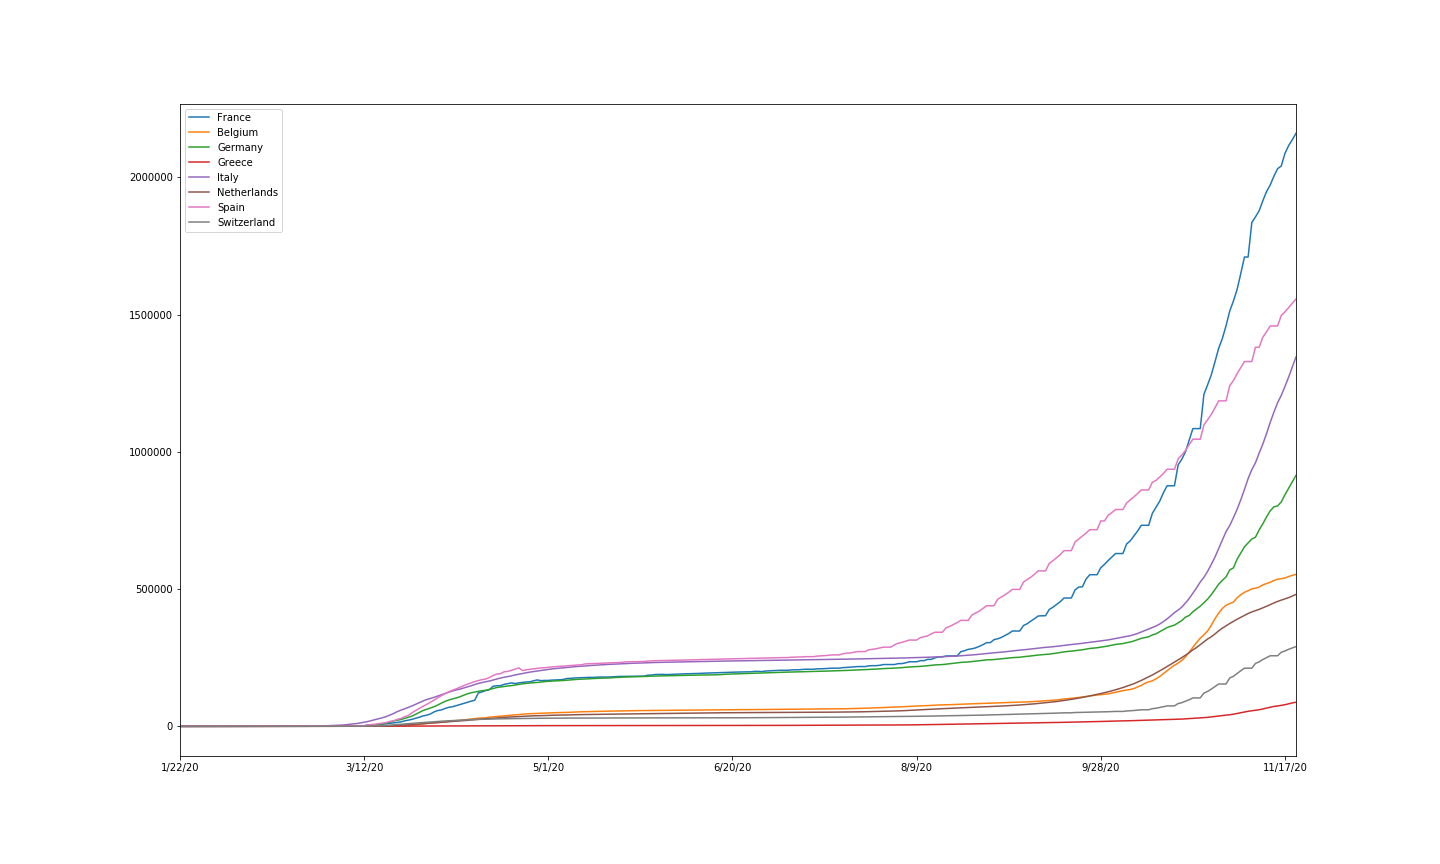 France
Belgium
Germany
Greece
Italy
Netherlands
Spain
Switzerland
2000000
1500000
1000000
500000
0
1/22/20 3/12/20 5/1/20 6/20/20 8/9/20 9/28/20 11/17/20